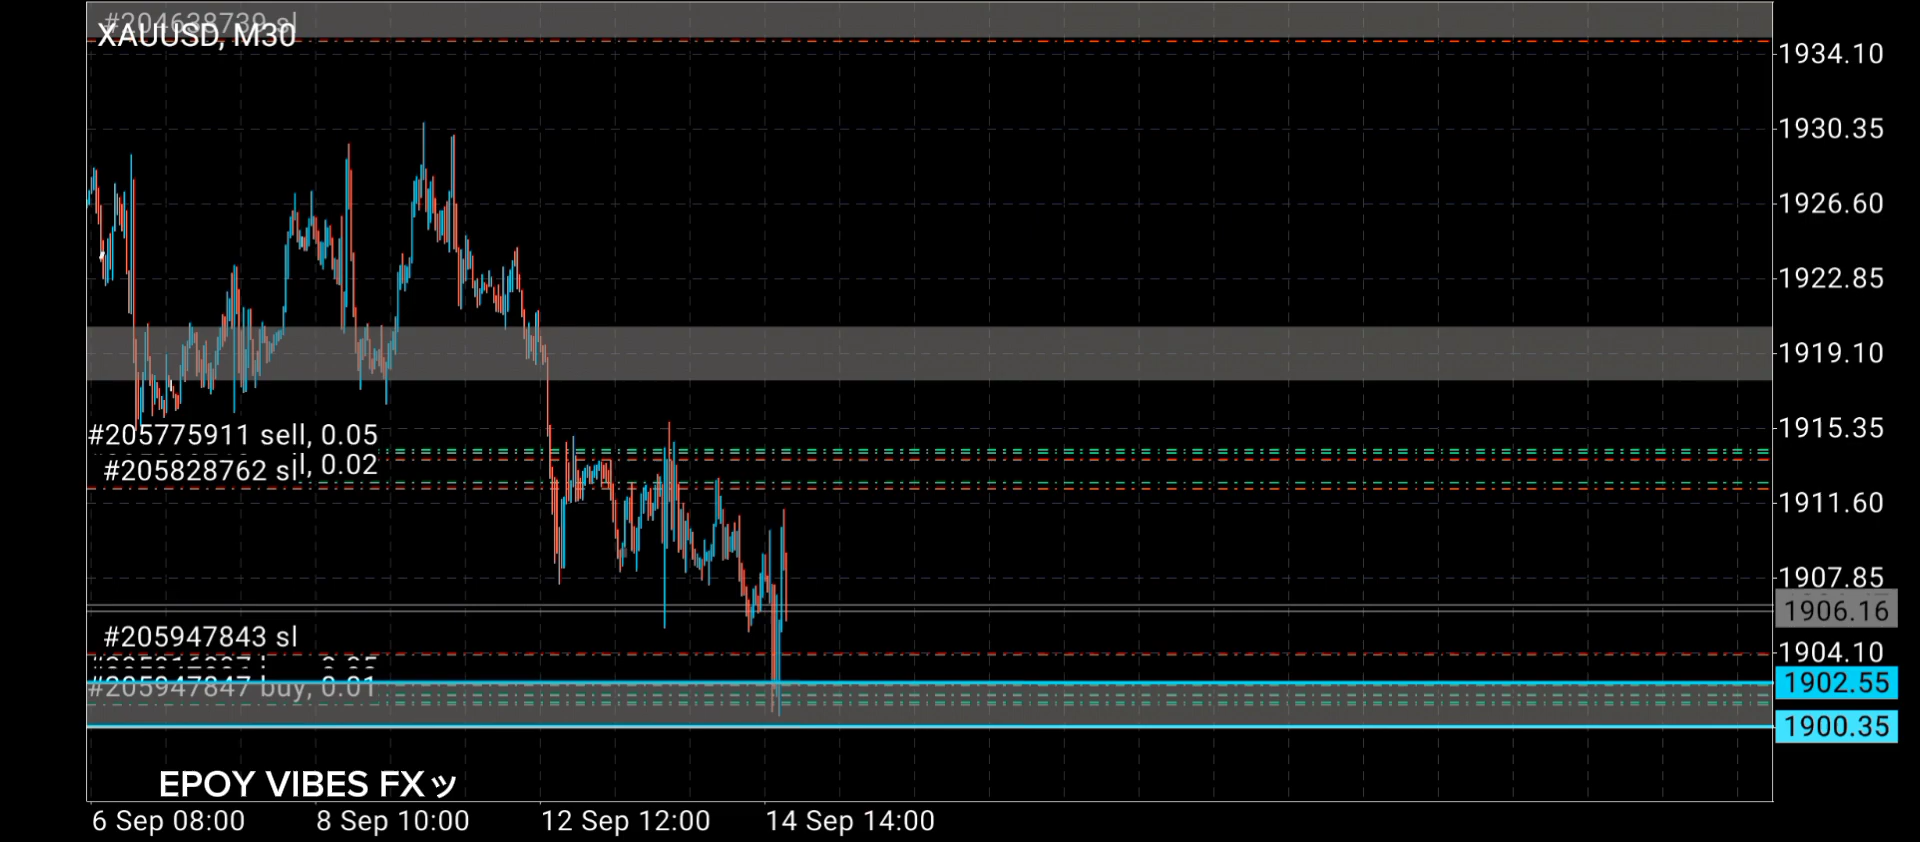 #204638739 sl
XAUUSD, M30
1934.10
1930.35
1926.60
1922.85
1919.10
#205775911 sell, 0.05
1915.35
#205828762 sl
l, 0.02
1911.60
1907.85
1906.16
#205947843 sl
1904.10
#205947847 buy, 0.01
1902.55
1900.35
EPOY VIBES FXッ
6 Sep 08:00
8 Sep 10:00
12 Sep 12:00
14 Sep 14:00